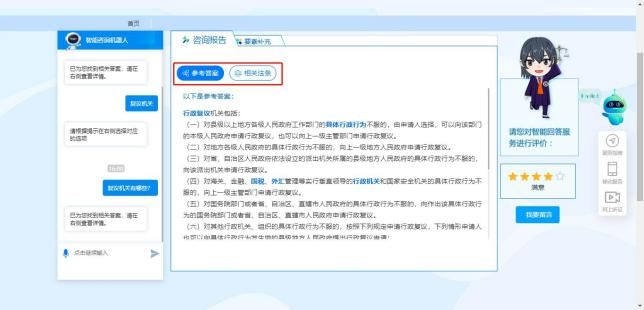 首页
智能咨询机器人
已为您找到相关答案，请在
右侧查看详情。
复议机关
请根据提示在右侧选择对应
的选项
复议机关有哪些?
已为您找到相关答案，请在
右侧查看详情。
点击继续输入
咨询报告
要素补充
参考答案
相关法条
以下是参考答案：
行政复议机关包括：
（一）对县级以上地方各级人民政府工作部门的具体行政行为不服的，由申请人选择，可以向该部门
的本级人民政府申请行政复议，也可以向上一级主管部门申请行政复议。
（二）对地方各级人民政府的具体行政行为不服的，向上一级地方人民政府申请行政复议。
（三）对省、自治区人民政府依法设立的派出机关所属的县级地方人民政府的具体行政行为不服的，
向该派出机关申请行政复议。
（四）对海关、金融、国税、外汇管理等实行垂直领导的行政机关和国家安全机关的具体行政行为不
服的，向上一级主管部门申请行政复议。
（五）对国务院部门或者省、自治区、直辖市人民政府的具体行政行为不服的，向作出该具体行政行
为的国务院部门或者省、自治区、直辖市人民政府申请行政复议。
（六）对其他行政机关、组织的具体行政行为不服的，按照下列规定申请行政复议，下列情形申请人
也可以向具体行政行为发生地的县级地方人民政府提出行政复议申请：
请您对智能回答服
务进行评价：
满意
我要留言
服务指南
移动服务
网上听证